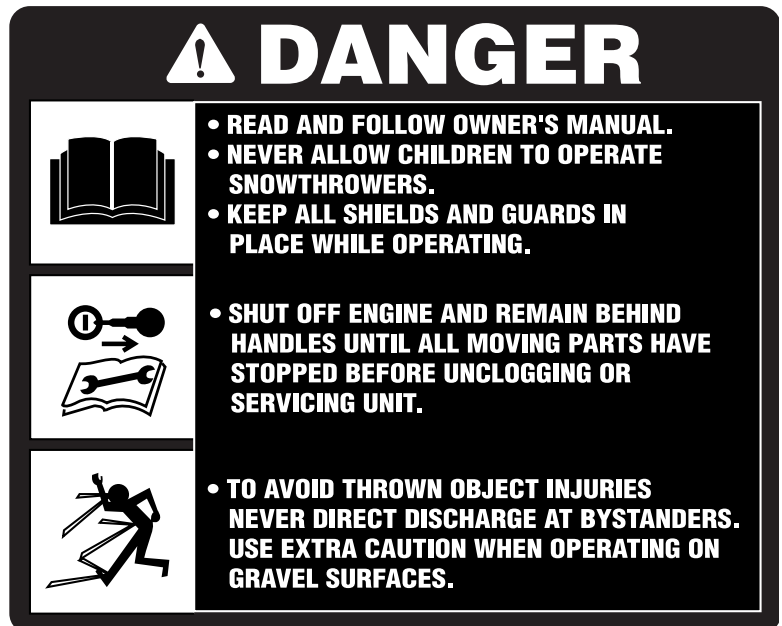 DANGER
• READ AND FOLLOW OWNER'S MANUAL.
• NEVER ALLOW CHILDREN TO OPERATE
SNOWTHROWERS.
• KEEP ALL SHIELDS AND GUARDS IN
PLACE WHILE OPERATING.
• SHUT OFF ENGINE AND REMAIN BEHIND
HANDLES UNTIL ALL MOVING PARTS HAVE
STOPPED BEFORE UNCLOGGING OR
SERVICING UNIT.
• TO AVOID THROWN OBJECT INJURIES
NEVER DIRECT DISCHARGE AT BYSTANDERS.
USE EXTRA CAUTION WHEN OPERATING ON
GRAVEL SURFACES.